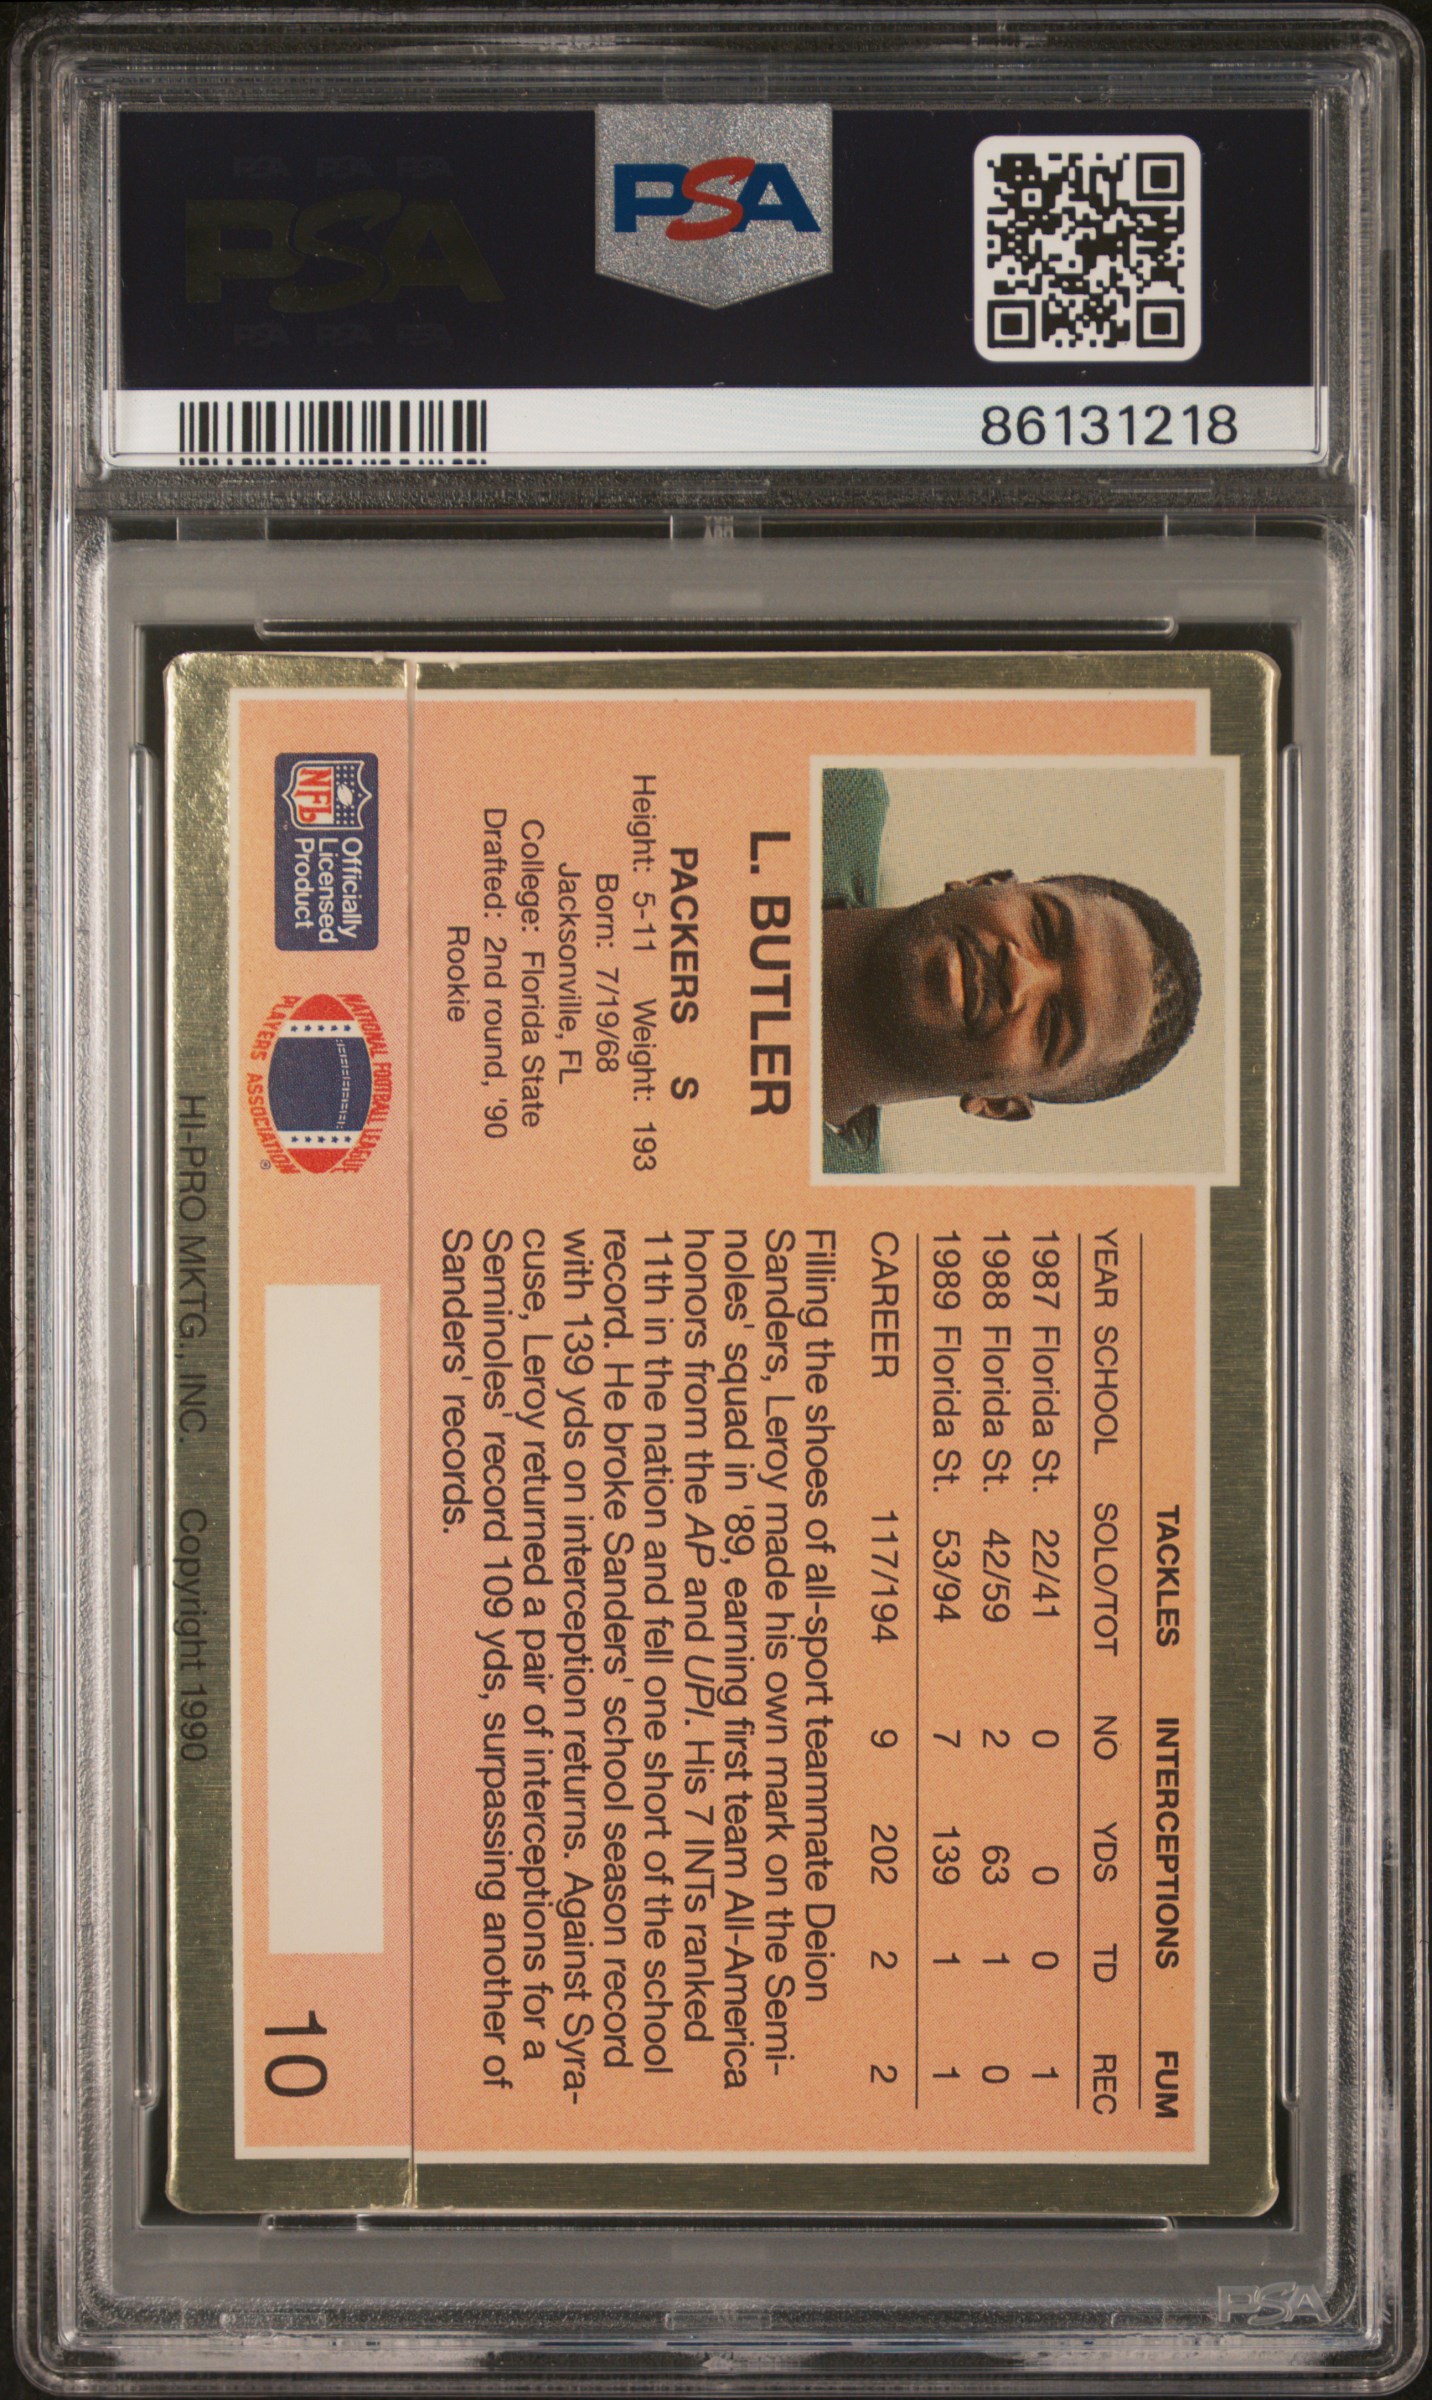 PSA PSA PSA
PSA
PSA PSA PSA
PSA
86131218
L. BUTLER
PACKERS S
Height: 5-11 Weight: 193
Born: 7/19/68
Jacksonville, FL
College: Florida State
Drafted: 2nd round, '90
Rookie
TACKLES INTERCEPTIONS FUM
YEAR SCHOOL SOLO/TOT NO YDS TD REC
1987 Florida St. 22/41 0 0 0 1
1988 Florida St. 42/59 2 63 1 0
1989 Florida St. 53/94 7 139 1 1
CAREER 117/194 9 202 2 2
Filling the shoes of all-sport teammate Deion
Sanders, Leroy made his own mark on the Semi-
noles' squad in '89, earning first team All-America
honors from the AP and UPI. His 7 INTs ranked
11th in the nation and fell one short of the school
record. He broke Sanders' school season record
with 139 yds on interception returns. Against Syra-
cuse, Leroy returned a pair of interceptions for a
Seminoles' record 109 yds, surpassing another of
Sanders' records.
NFL
Officially
Licensed
Product
NATIONAL FOOTBALL LEAGUE
PLAYERS ASSOCIATION
®
10
HI-PRO MKTG., INC. Copyright 1990
PSA